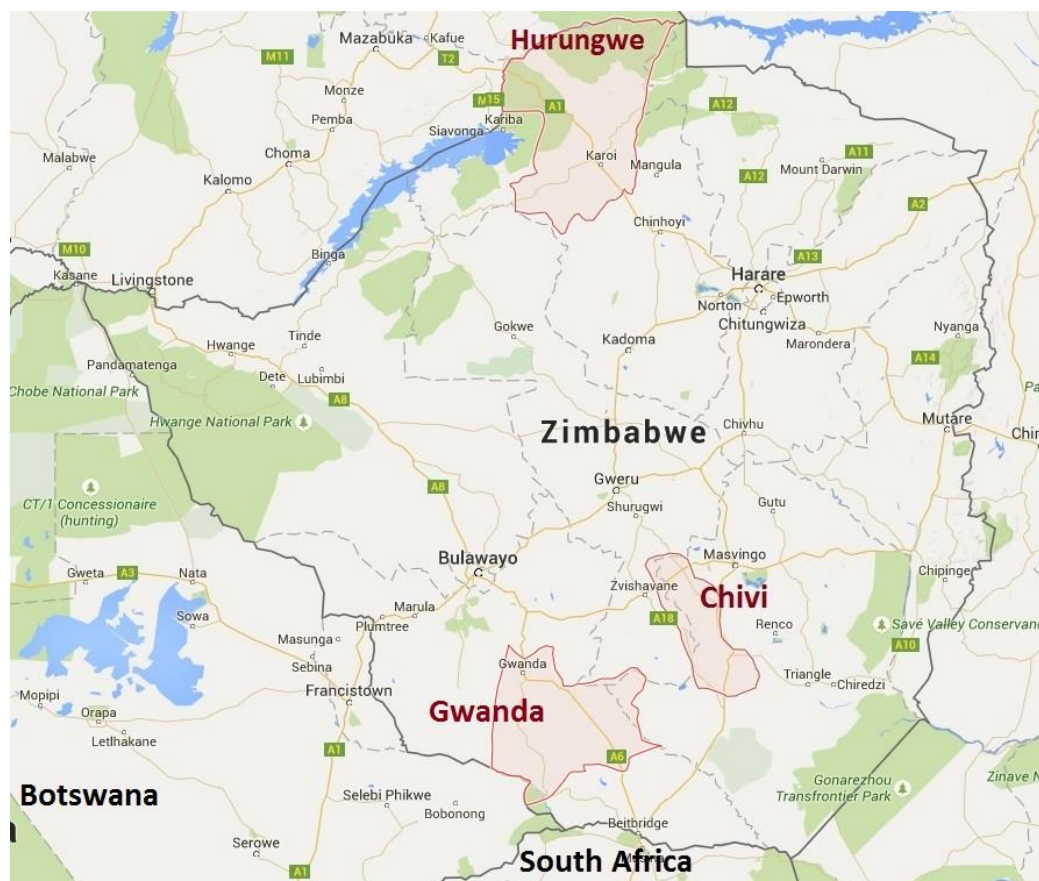 Hurungwe
Mazabuka
Kafue
M11
T2
Monze
M15
A1
Kariba
Siavonga
Pemba
A12
Malabwe
Choma
Karoi
Mangula
A11
Mount Darwin
A12
Kalomo
A2
Chinhoyi
M10
Binga
A13
Kasane
Livingstone
Harare
Norton
Epworth
Chitungwiza
Tinde
Gokwe
Nyanga
Hwange
Kadoma
Marondera
Pandamatenga
Dete
Lubimbi
A14
Chobe National Park
A8
Hwange National Park
Zimbabwe
Chivhu
Mutare
A8
Gweru
CT/1 Concessionaire
(hunting)
Shurugwi
Gutu
Bulawayo
Masvingo
Gweta
A3
Nata
Zvishavane
Chivi
Chipinge
Sowa
Marula
Plumtree
A18
Renco
Savé Valley Conservanc
Masunga
A10
Sebina
Gwanda
Triangle
Chiredzi
Mopipi
Francistown
Gwanda
Orapa
Letlhakane
A1
A6
Gonarezhou
Transfrontier Park
Zinave N
Botswana
Selebi Phikwe
Bobonong
Beitbridge
Serowe
South Africa
A1